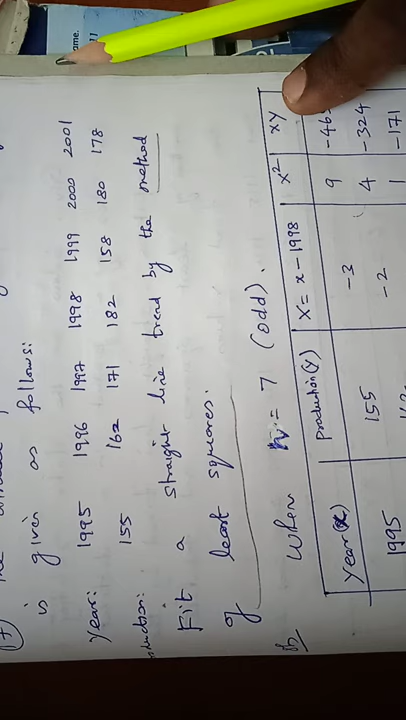 7)
is given as follows:
Year: 1995 1996 1997 1998 1999 2000 2001
duction: 155 162 171 182 158 180 178
Fit a straight line trend by the method
of least squares.
When n = 7 (odd).
Year(x) Production(Y) X = x - 1998 X² XY
1995 155 -3 9
-2 4 -324
1 -171